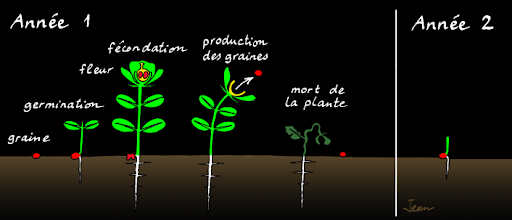 Année 1
Année 2
fécondation
production
des graines
fleur
mort de
la plante
germination
graine
Jean